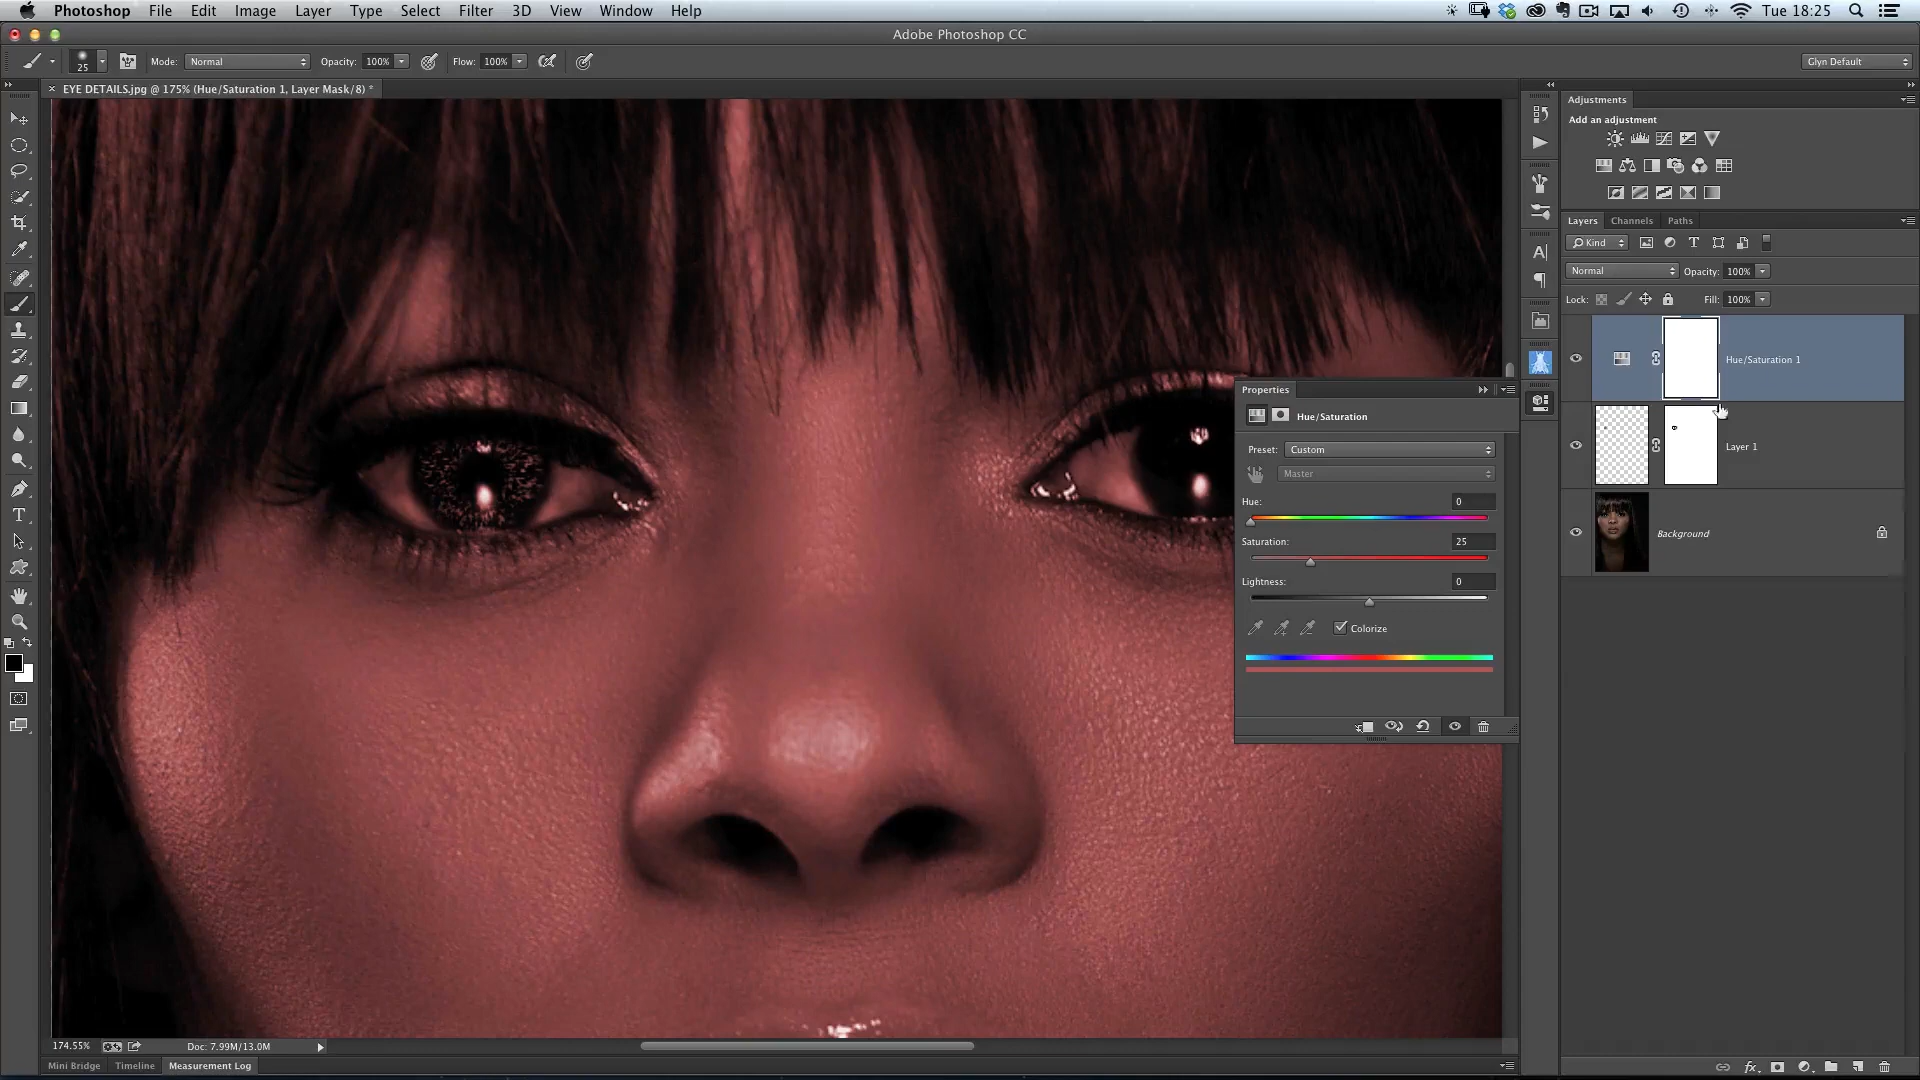 Photoshop File Edit Image Layer Type Select Filter 3D View Window Help Tue 18:25
Adobe Photoshop CC
25 Mode: Normal Opacity: 100% Flow: 100% Glyn Default
× EYE DETAILS.jpg @ 175% (Hue/Saturation 1, Layer Mask/8) *
Adjustments
Add an adjustment
Layers Channels Paths
Kind
Normal Opacity: 100%
Lock: Fill: 100%
Hue/Saturation 1
Layer 1
Background
Properties
Hue/Saturation
Preset: Custom
Master
Hue: 0
Saturation: 25
Lightness: 0
Colorize
174.55% Doc: 7.99M/13.0M
Mini Bridge Timeline Measurement Log
fx